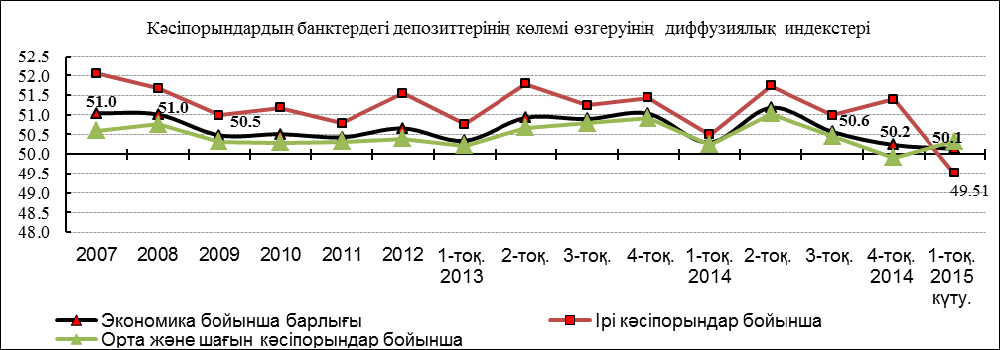 Кәсіпорындардың банктердегі депозиттерінің көлемі өзгеруінің диффузиялық индекстері
52.5
52.0
51.5
51.0
50.5
50.0
49.5
49.0
48.5
48.0
51.0
51.0
50.5
50.6
50.2
50.1
49.51
2007 2008 2009 2010 2011 2012 1-тоқ. 2-тоқ. 3-тоқ. 4-тоқ. 1-тоқ. 2-тоқ. 3-тоқ. 4-тоқ. 1-тоқ.
2013 2014 2014 2015
күту.
Экономика бойынша барлығы
Ірі кәсіпорындар бойынша
Орта және шағын кәсіпорындар бойынша